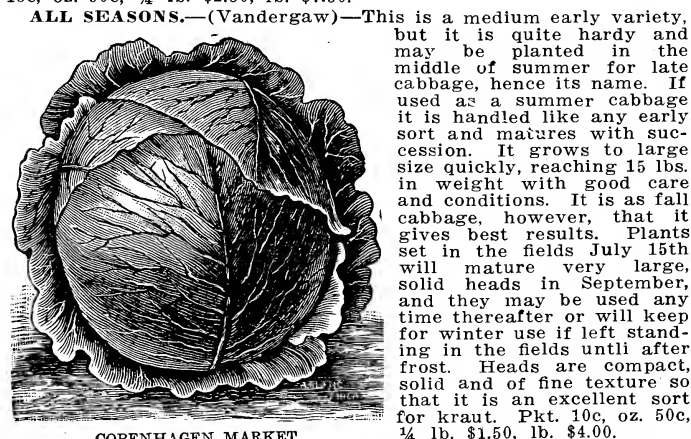 ALL SEASONS.—(Vandergaw)—This is a medium early variety,
but it is quite hardy and
may be planted in the
middle of summer for late
cabbage, hence its name. If
used as a summer cabbage
it is handled like any early
sort and matures with suc-
cession. It grows to large
size quickly, reaching 15 lbs.
in weight with good care
and conditions. It is as fall
cabbage, however, that it
gives best results. Plants
set in the fields July 15th
will mature very large,
solid heads in September,
and they may be used any
time thereafter or will keep
for winter use if left stand-
ing in the fields untli after
frost. Heads are compact,
solid and of fine texture so
that it is an excellent sort
for kraut. Pkt. 10c, oz. 50c,
¼ lb. $1.50, lb. $4.00.
COPENHAGEN MARKET